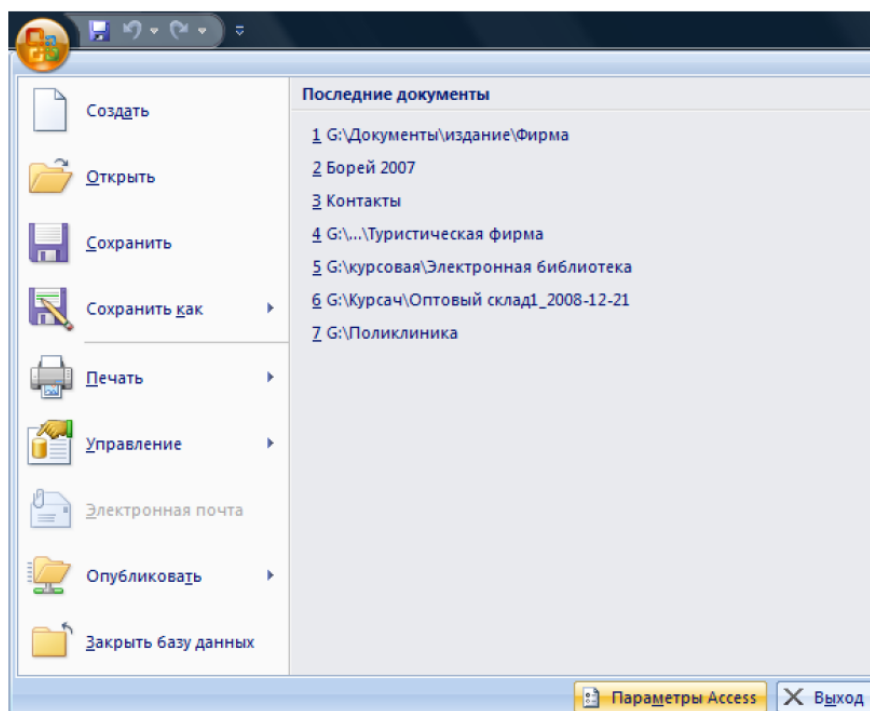 Создать
Открыть
Сохранить
Сохранить как
Печать
Управление
Электронная почта
Опубликовать
Закрыть базу данных
Последние документы
1 G:\Документы\издание\Фирма
2 Борей 2007
3 Контакты
4 G:\...\Туристическая фирма
5 G:\курсовая\Электронная библиотека
6 G:\Курсач\Оптовый склад1_2008-12-21
7 G:\Поликлиника
Параметры Access
Выход